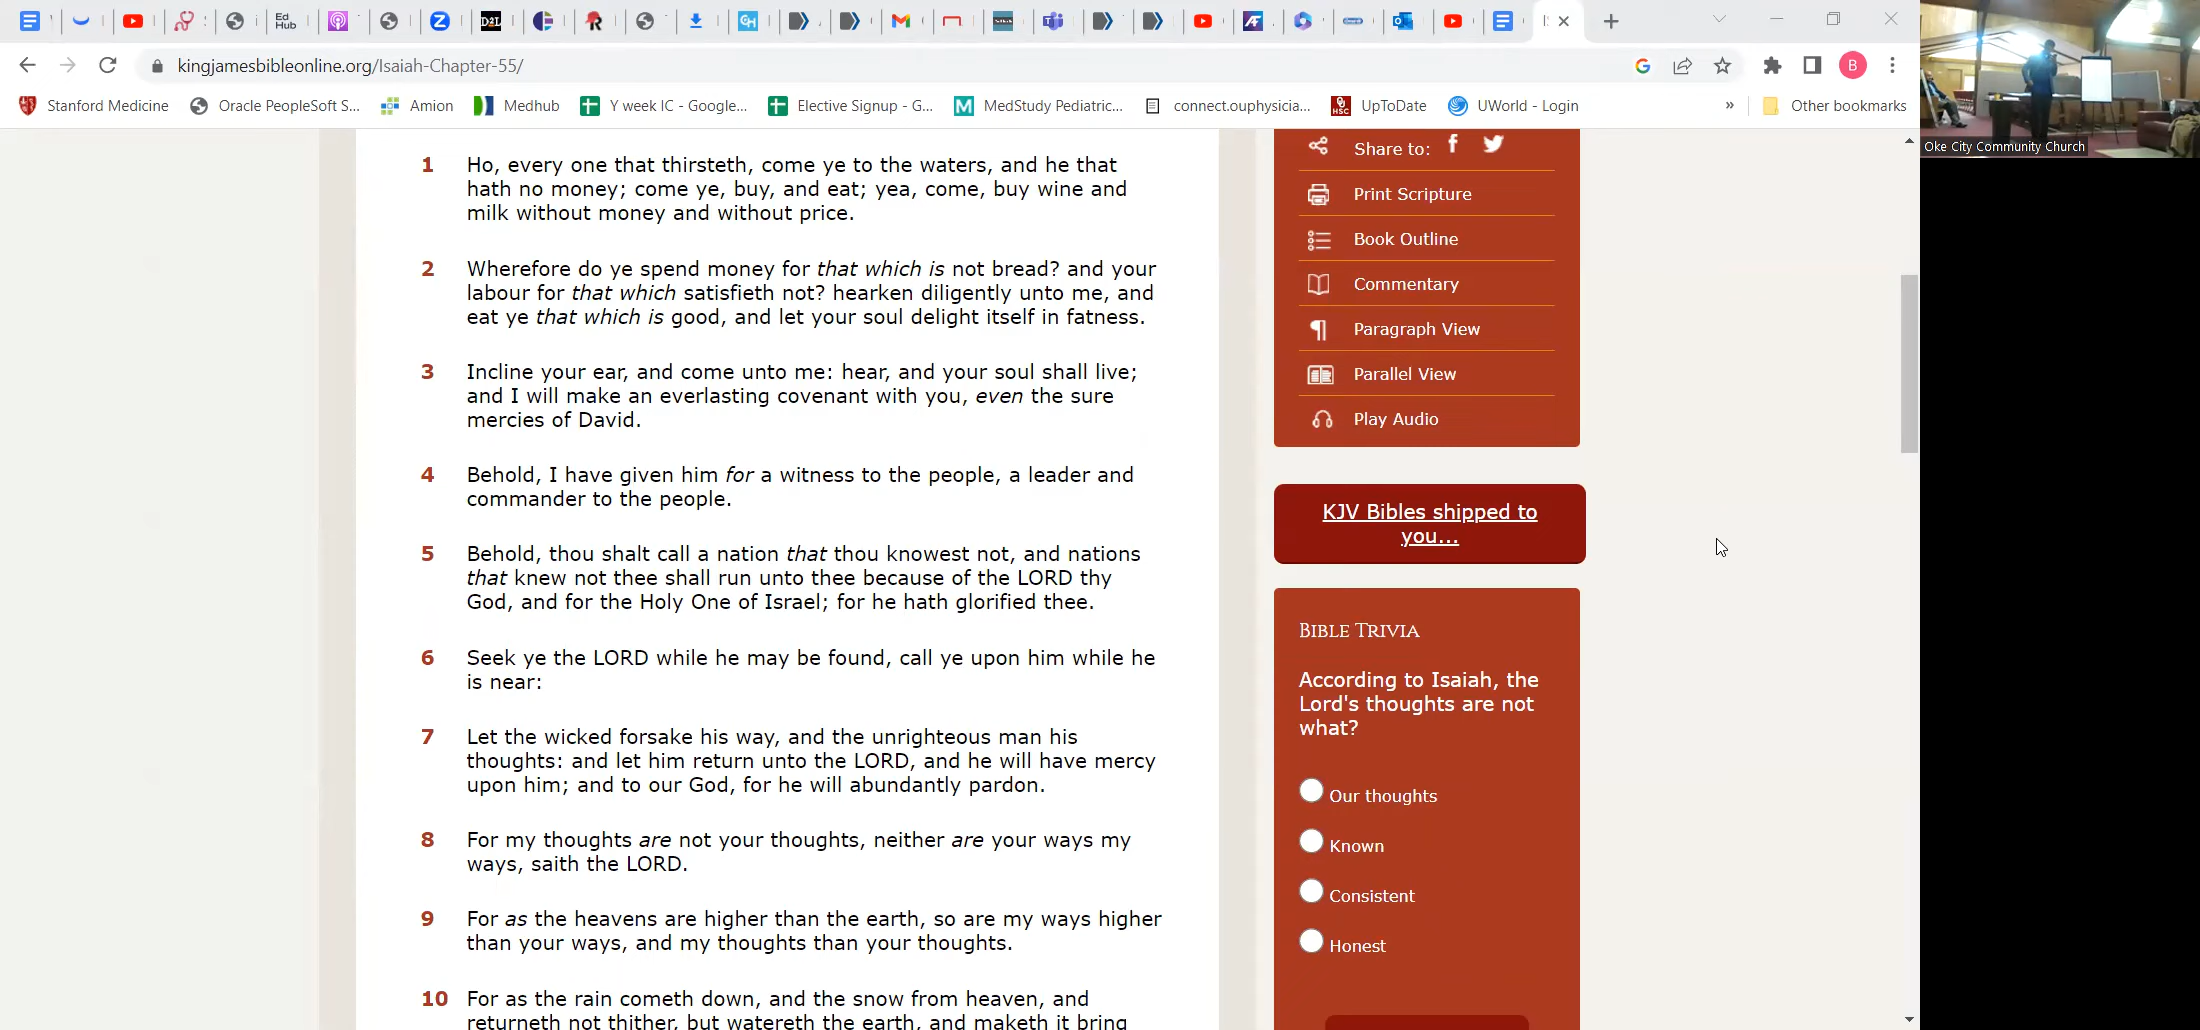 Ed
Hub
D2L
kingjamesbibleonline.org/Isaiah-Chapter-55/
B
Stanford Medicine
Oracle PeopleSoft S...
Amion
Medhub
Y week IC - Google...
Elective Signup - G...
MedStudy Pediatric...
connect.ouphysicia...
UpToDate
UWorld - Login
»
Other bookmarks
Oke City Community Church
1 Ho, every one that thirsteth, come ye to the waters, and he that
hath no money; come ye, buy, and eat; yea, come, buy wine and
milk without money and without price.
2 Wherefore do ye spend money for that which is not bread? and your
labour for that which satisfieth not? hearken diligently unto me, and
eat ye that which is good, and let your soul delight itself in fatness.
3 Incline your ear, and come unto me: hear, and your soul shall live;
and I will make an everlasting covenant with you, even the sure
mercies of David.
4 Behold, I have given him for a witness to the people, a leader and
commander to the people.
5 Behold, thou shalt call a nation that thou knowest not, and nations
that knew not thee shall run unto thee because of the LORD thy
God, and for the Holy One of Israel; for he hath glorified thee.
6 Seek ye the LORD while he may be found, call ye upon him while he
is near:
7 Let the wicked forsake his way, and the unrighteous man his
thoughts: and let him return unto the LORD, and he will have mercy
upon him; and to our God, for he will abundantly pardon.
8 For my thoughts are not your thoughts, neither are your ways my
ways, saith the LORD.
9 For as the heavens are higher than the earth, so are my ways higher
than your ways, and my thoughts than your thoughts.
10 For as the rain cometh down, and the snow from heaven, and
returneth not thither, but watereth the earth, and maketh it bring
Share to:
Print Scripture
Book Outline
Commentary
Paragraph View
Parallel View
Play Audio
KJV Bibles shipped to
you...
BIBLE TRIVIA
According to Isaiah, the
Lord's thoughts are not
what?
Our thoughts
Known
Consistent
Honest